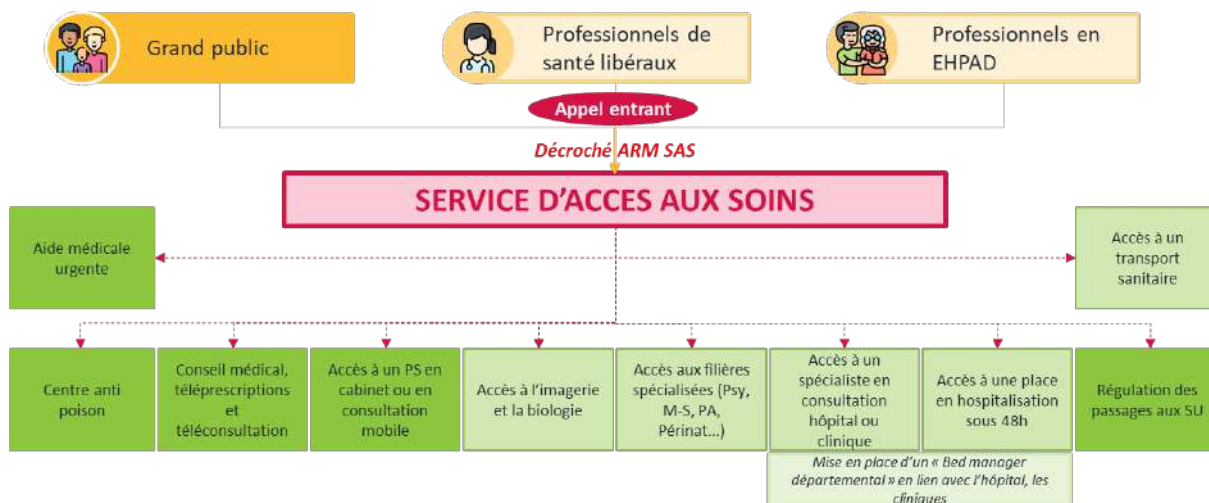 Grand public
Professionnels de
santé libéraux
Professionnels en
EHPAD
Appel entrant
Décroché ARM SAS
SERVICE D'ACCES AUX SOINS
Aide médicale
urgente
Accès à un
transport
sanitaire
Centre anti
poison
Conseil médical,
téléprescriptions
et
téléconsultation
Accès à un PS en
cabinet ou en
consultation
mobile
Accès à l'imagerie
et la biologie
Accès aux filières
spécialisées (Psy,
M-S, PA,
Périnat...)
Accès à un
spécialiste en
consultation
hôpital ou
clinique
Accès à une place
en hospitalisation
sous 48h
Régulation des
passages aux SU
Mise en place d'un « Bed manager
départemental » en lien avec l'hôpital, les
cliniques